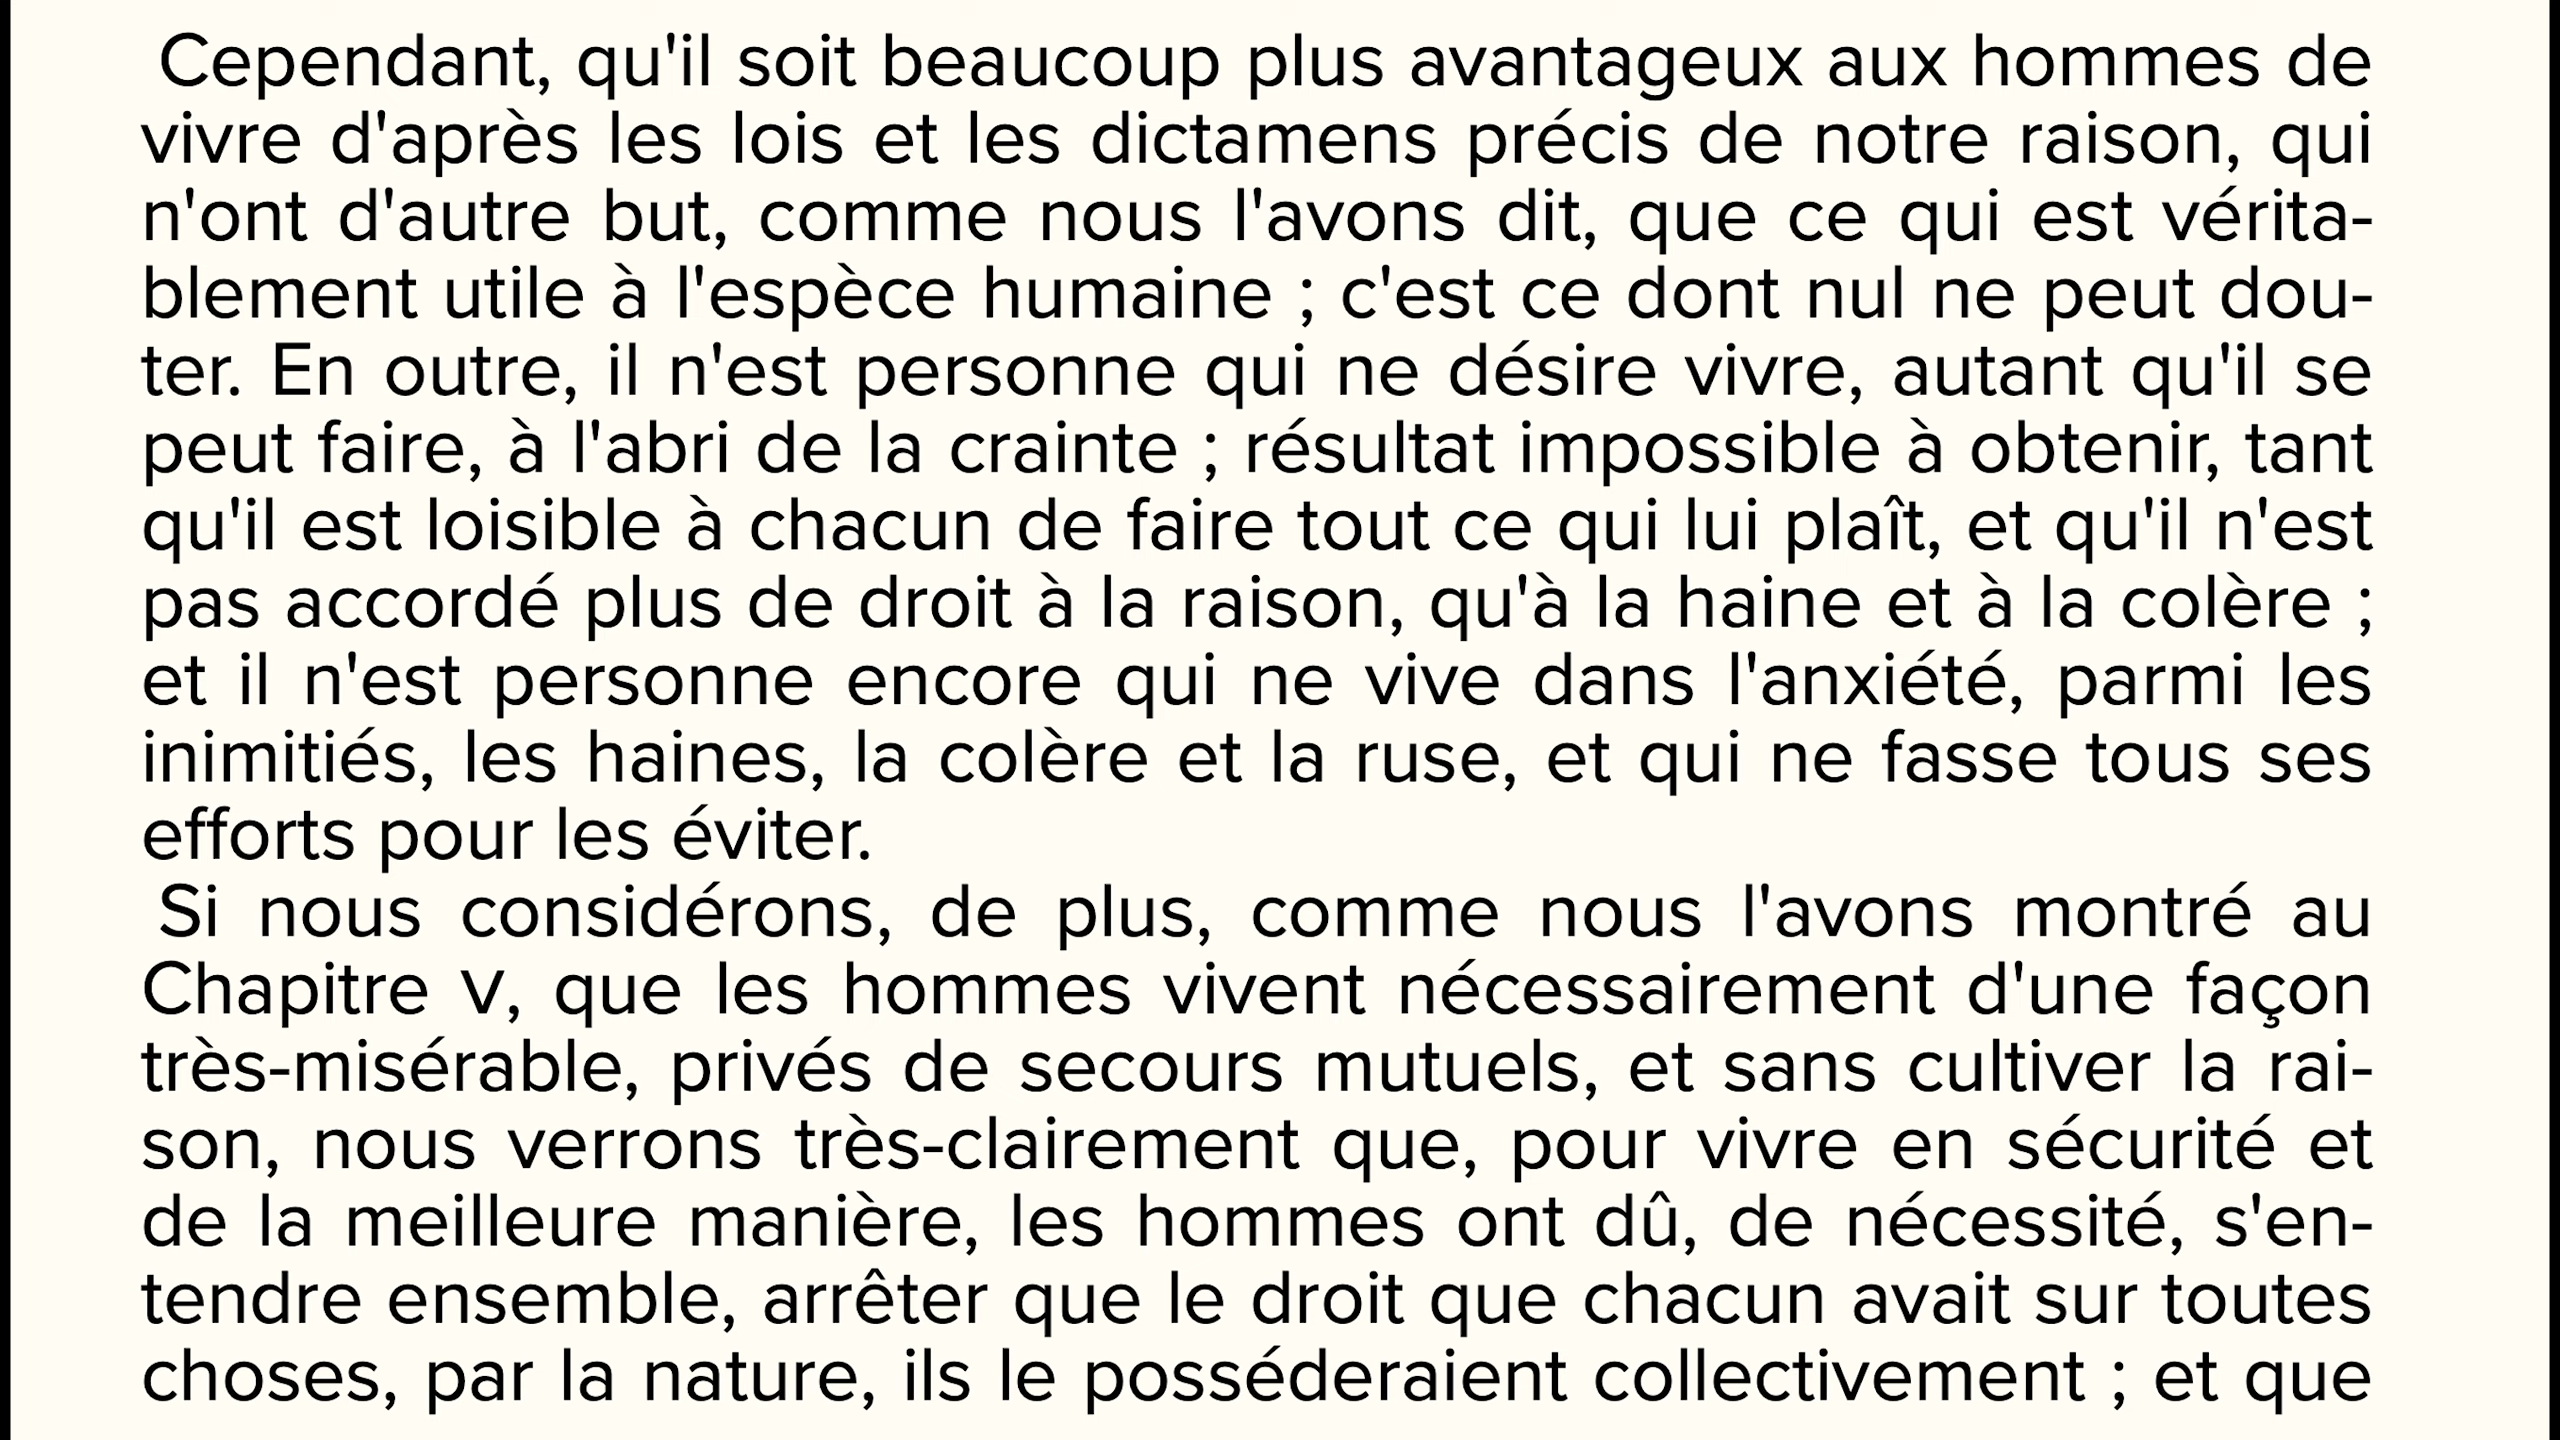 Cependant, qu'il soit beaucoup plus avantageux aux hommes de
vivre d'après les lois et les dictamens précis de notre raison, qui
n'ont d'autre but, comme nous l'avons dit, que ce qui est vérita-
blement utile à l'espèce humaine ; c'est ce dont nul ne peut dou-
ter. En outre, il n'est personne qui ne désire vivre, autant qu'il se
peut faire, à l'abri de la crainte ; résultat impossible à obtenir, tant
qu'il est loisible à chacun de faire tout ce qui lui plaît, et qu'il n'est
pas accordé plus de droit à la raison, qu'à la haine et à la colère ;
et il n'est personne encore qui ne vive dans l'anxiété, parmi les
inimitiés, les haines, la colère et la ruse, et qui ne fasse tous ses
efforts pour les éviter.
Si nous considérons, de plus, comme nous l'avons montré au
Chapitre V, que les hommes vivent nécessairement d'une façon
très-misérable, privés de secours mutuels, et sans cultiver la rai-
son, nous verrons très-clairement que, pour vivre en sécurité et
de la meilleure manière, les hommes ont dû, de nécessité, s'en-
tendre ensemble, arrêter que le droit que chacun avait sur toutes
choses, par la nature, ils le posséderaient collectivement ; et que